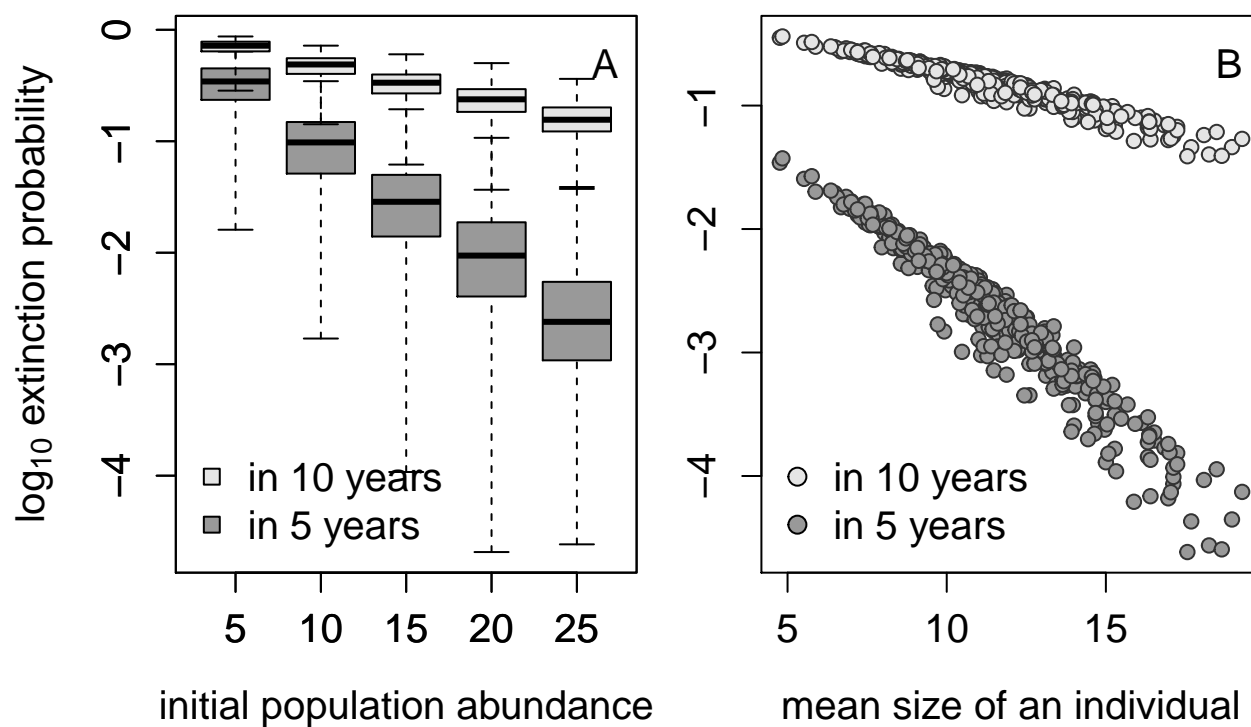 log10 extinction probability
A
0
−1
−2
−3
−4
in 10 years
in 5 years
5 10 15 20 25
initial population abundance
B
−1
−2
−3
−4
in 10 years
in 5 years
5 10 15
mean size of an individual